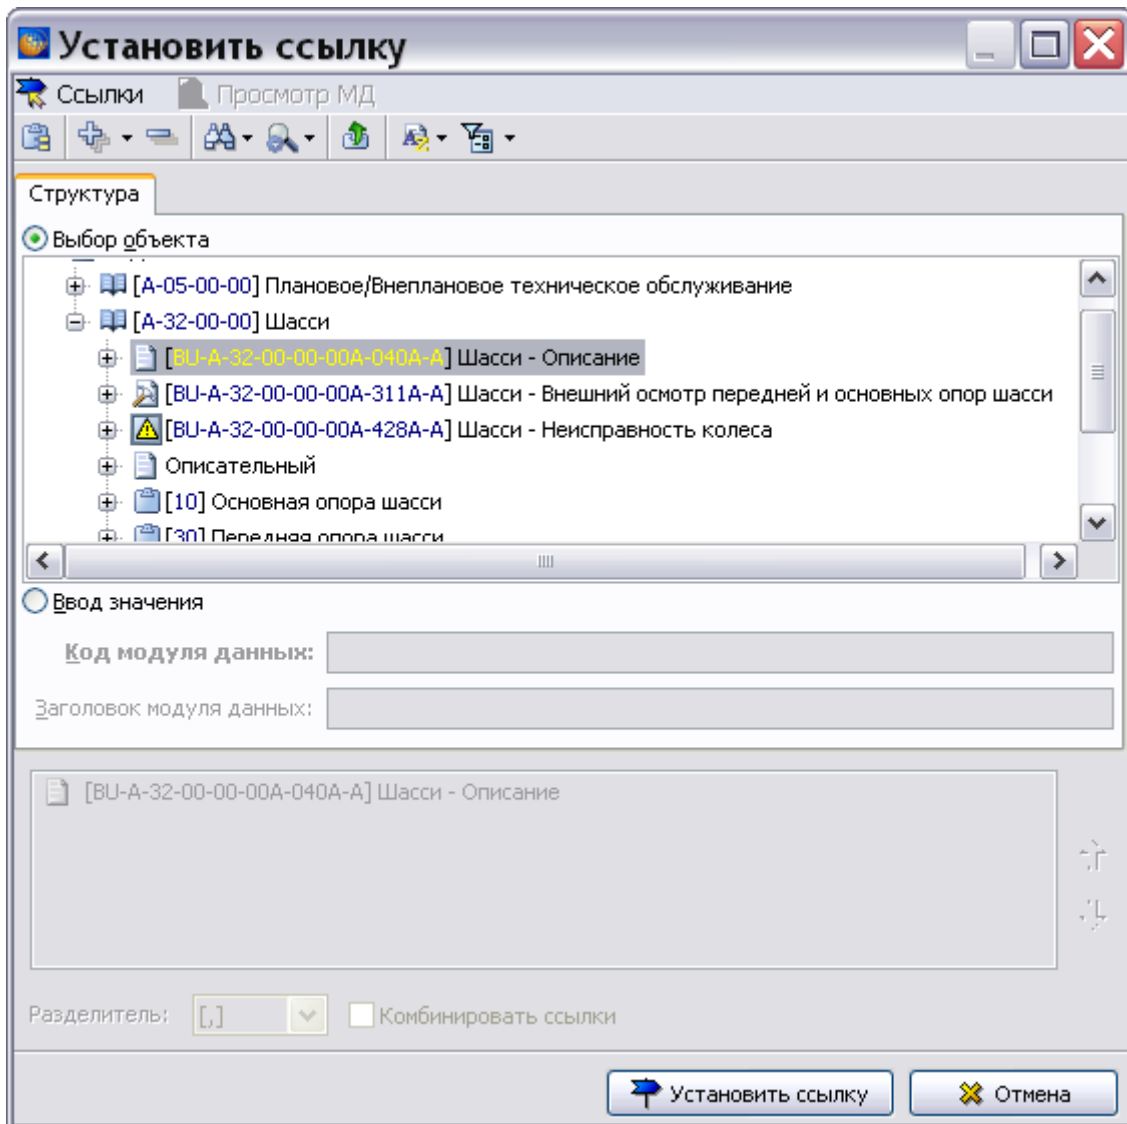 Установить ссылку
Ссылки Просмотр МД
Структура
Выбор объекта
[A-05-00-00] Плановое/Внеплановое техническое обслуживание
[A-32-00-00] Шасси
[BU-A-32-00-00-00A-040A-A] Шасси - Описание
[BU-A-32-00-00-00A-311A-A] Шасси - Внешний осмотр передней и основных опор шасси
[BU-A-32-00-00-00A-428A-A] Шасси - Неисправность колеса
Описательный
[10] Основная опора шасси
[30] Передняя опора шасси
Ввод значения
Код модуля данных:
Заголовок модуля данных:
[BU-A-32-00-00-00A-040A-A] Шасси - Описание
Разделитель: [,] Комбинировать ссылки
Установить ссылку Отмена